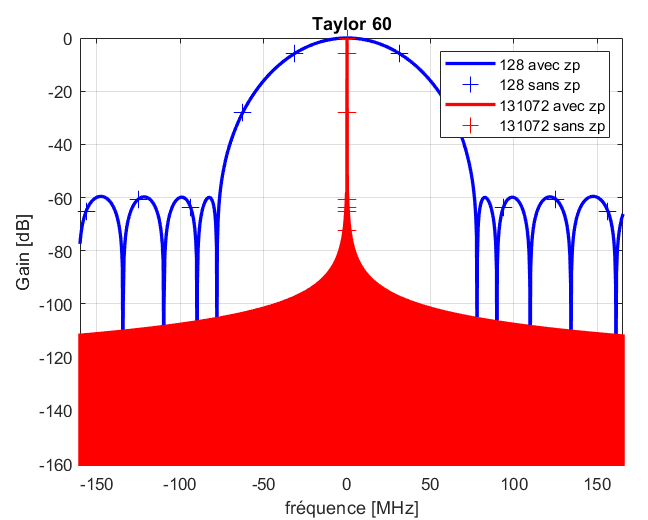 Taylor 60
Gain [dB]
0
-20
-40
-60
-80
-100
-120
-140
-160
128 avec zp
128 sans zp
131072 avec zp
131072 sans zp
-150 -100 -50 0 50 100 150
fréquence [MHz]